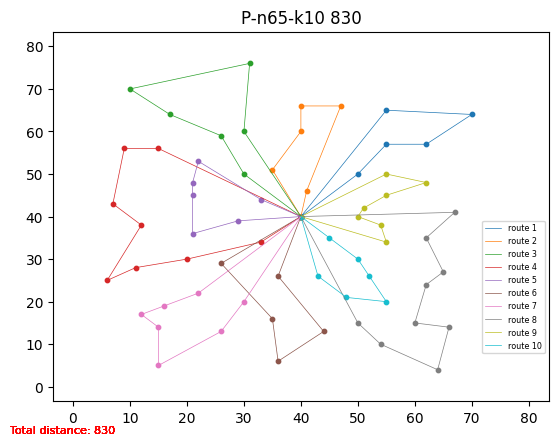 P-n65-k10 830
80
70
60
50
40
30
20
10
0
0 10 20 30 40 50 60 70 80
route 1
route 2
route 3
route 4
route 5
route 6
route 7
route 8
route 9
route 10
Total distance: 830